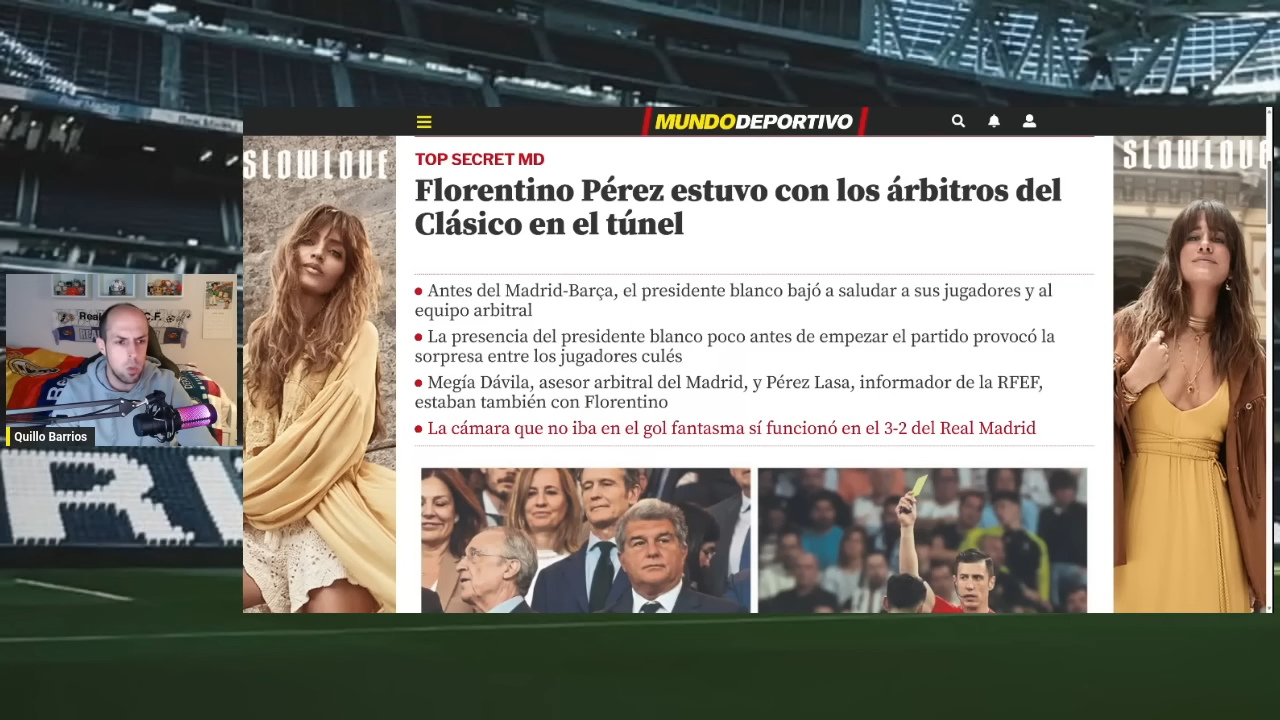 MUNDODEPORTIVO
SLOWLOVE
SLOWLOVE
TOP SECRET MD
Florentino Pérez estuvo con los árbitros del
Clásico en el túnel
• Antes del Madrid-Barça, el presidente blanco bajó a saludar a sus jugadores y al
equipo arbitral
• La presencia del presidente blanco poco antes de empezar el partido provocó la
sorpresa entre los jugadores culés
• Megía Dávila, asesor arbitral del Madrid, y Pérez Lasa, informador de la RFEF,
estaban también con Florentino
• La cámara que no iba en el gol fantasma sí funcionó en el 3-2 del Real Madrid
Real
C.F.
Quillo Barrios
RI